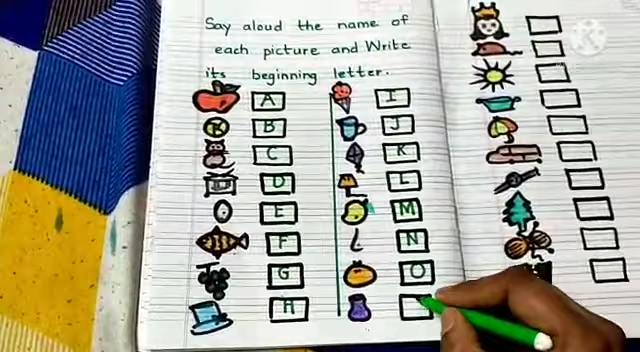 Say aloud the name of
each picture and Write
its beginning letter.
A
B
C
D
E
F
G
H
I
J
K
L
M
N
O